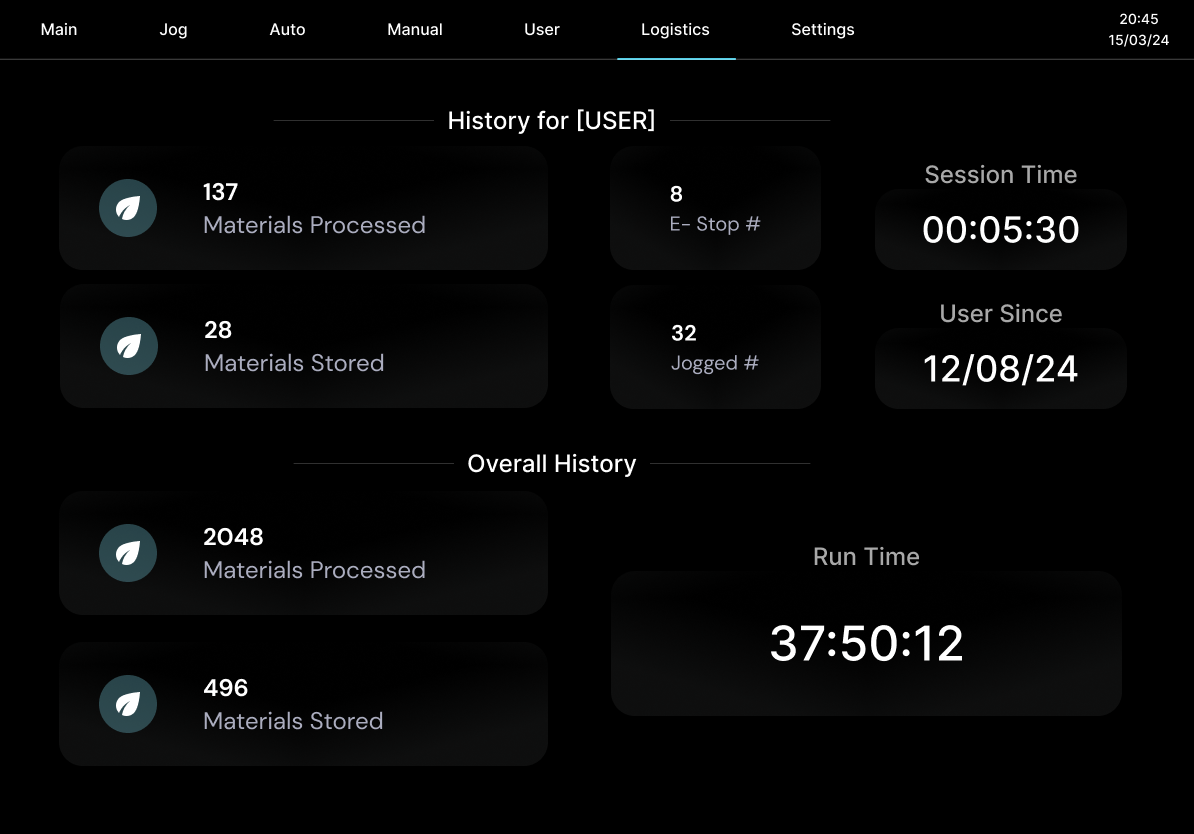 Main
Jog
Auto
Manual
User
Logistics
Settings
20:45
15/03/24
History for [USER]
137
Materials Processed
8
E- Stop #
Session Time
00:05:30
28
Materials Stored
32
Jogged #
User Since
12/08/24
Overall History
2048
Materials Processed
Run Time
37:50:12
496
Materials Stored